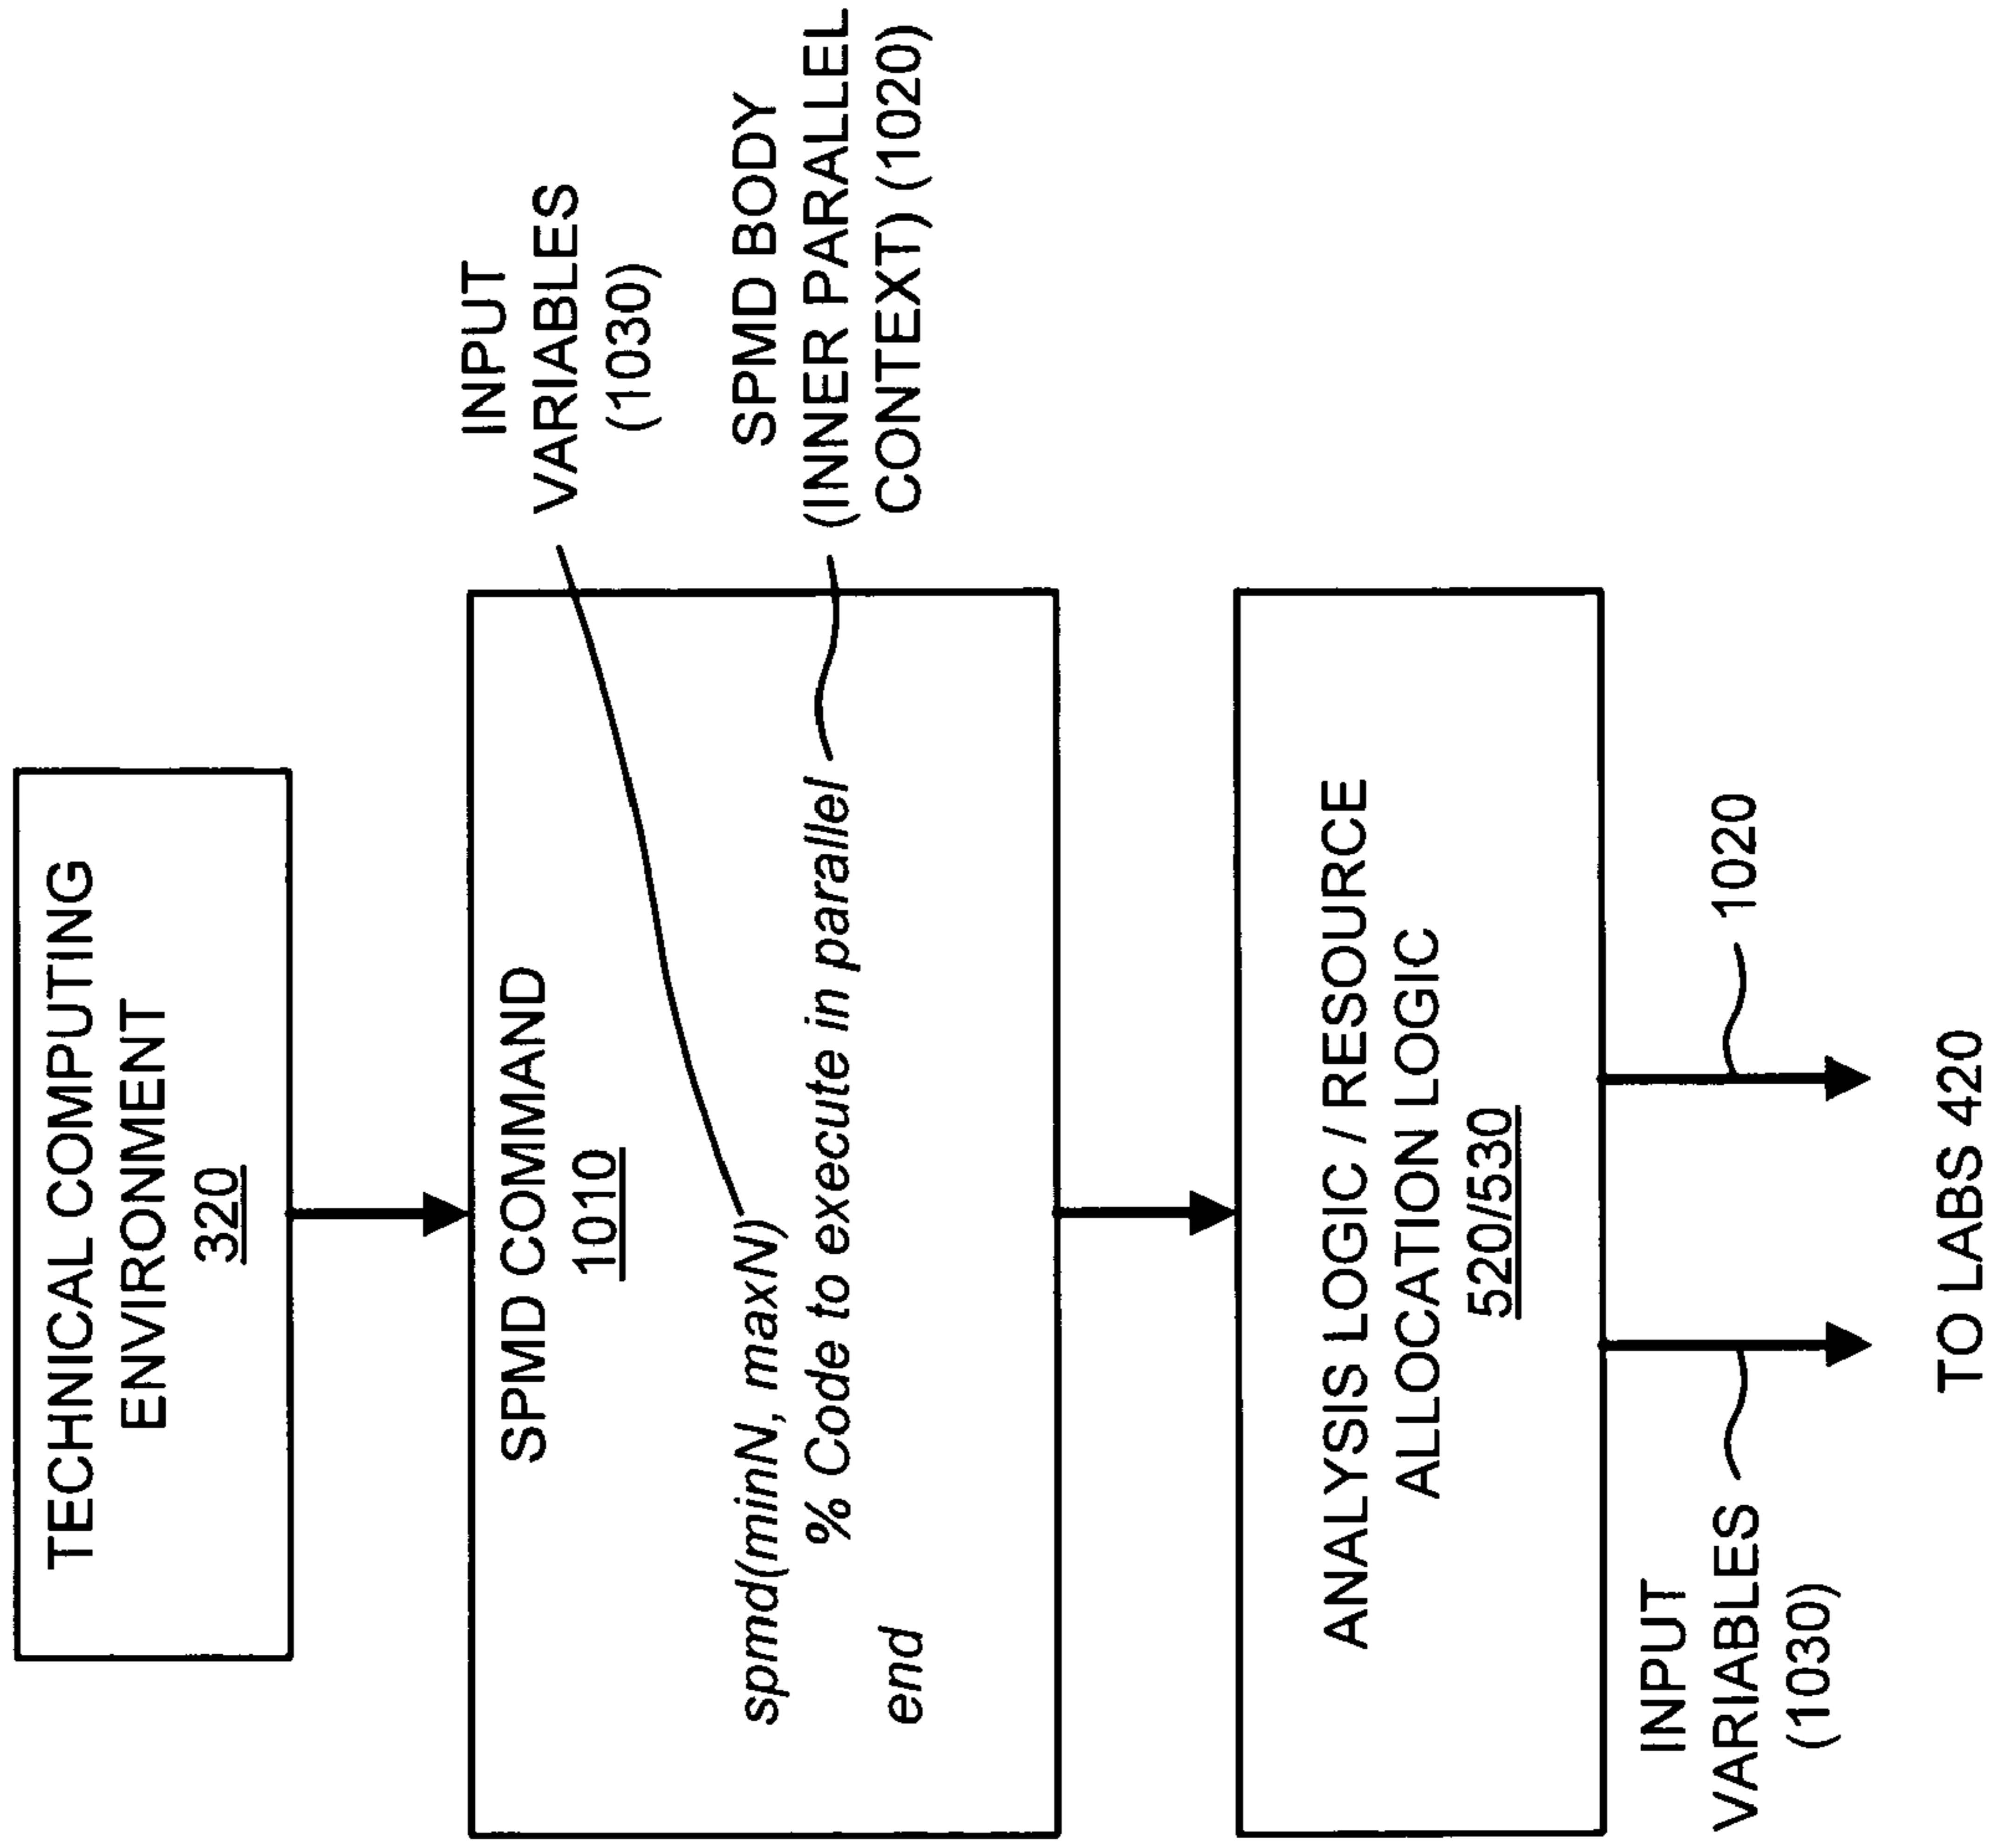 TECHNICAL COMPUTING
ENVIRONMENT
320
SPMD COMMAND
1010
spmd(minN, maxN)
% Code to execute in parallel
end
INPUT
VARIABLES
(1030)
SPMD BODY
(INNER PARALLEL
CONTEXT) (1020)
ANALYSIS LOGIC / RESOURCE
ALLOCATION LOGIC
520/530
INPUT
VARIABLES
(1030)
1020
TO LABS 420